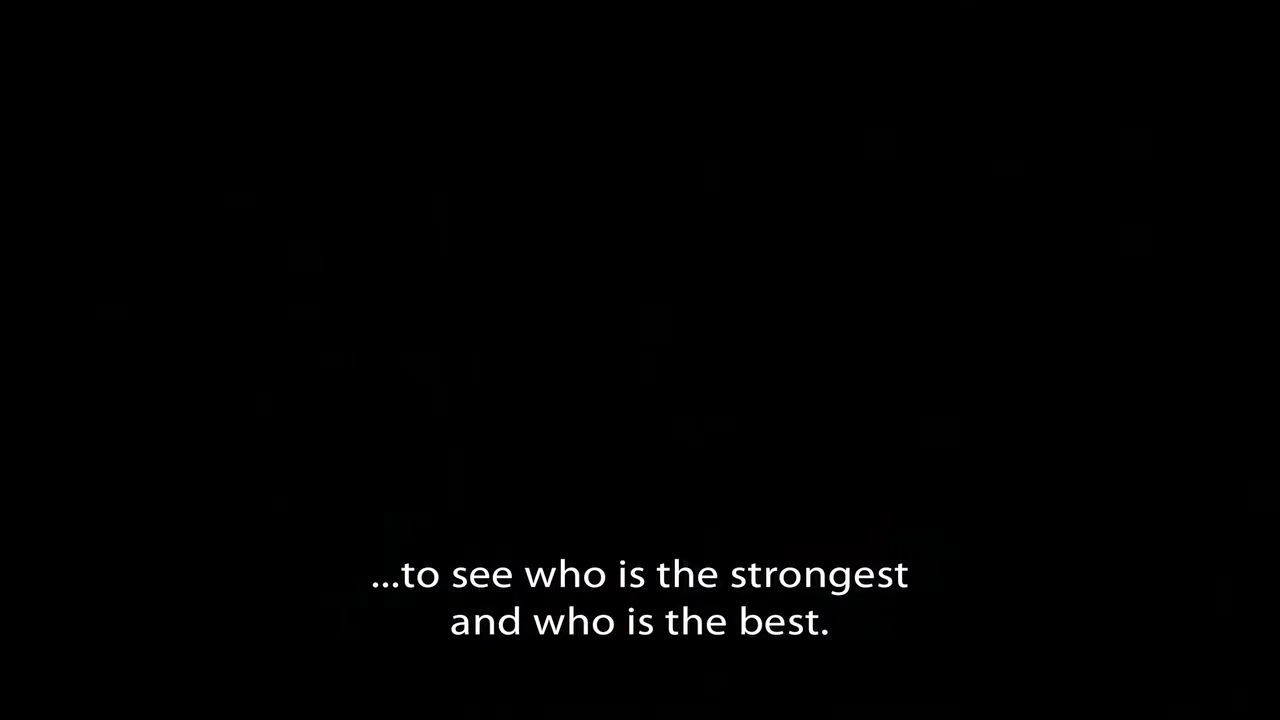 ...to see who is the strongest
and who is the best.